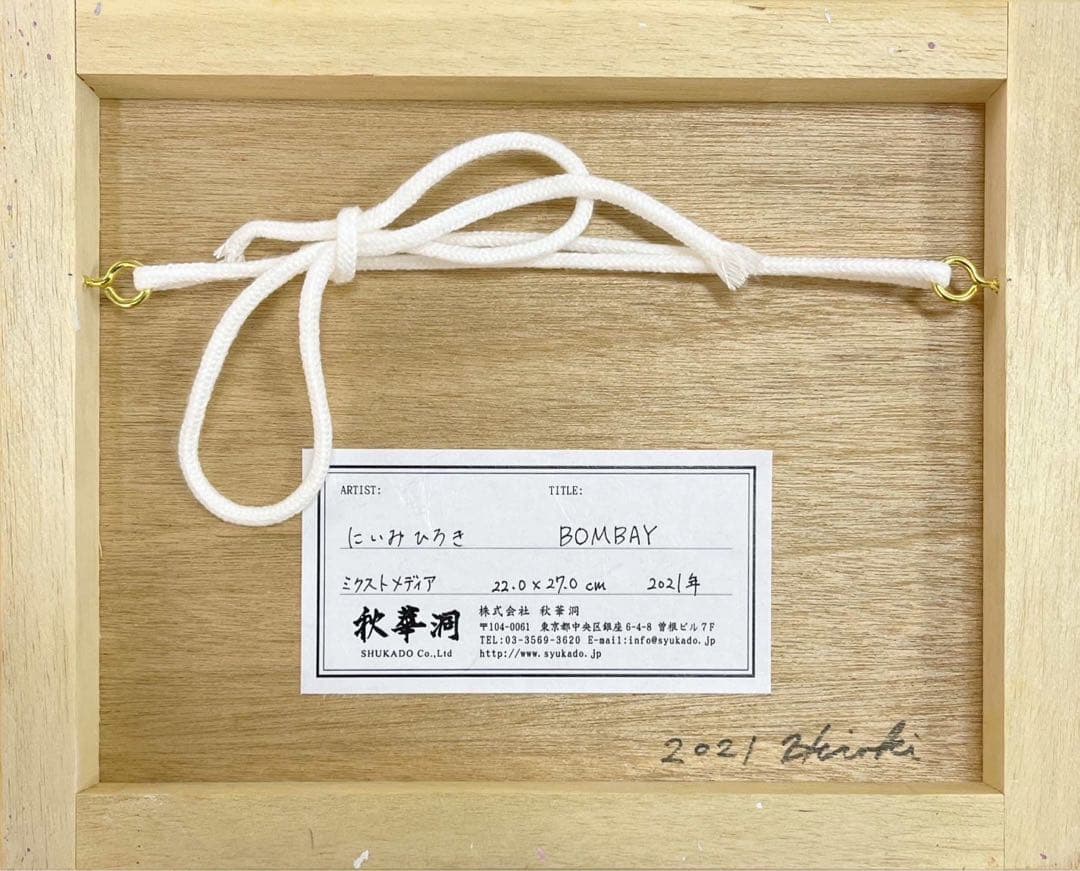 ARTIST: TITLE:
にいみひろき BOMBAY
ミクストメディア 22.0×27.0 cm 2021年
秋華洞
SHUKADO Co.,Ltd
株式会社 秋華洞
〒104-0061 東京都中央区銀座6-4-8 曽根ビル7F
TEL:03-3569-3620 E-mail:info@syukado.jp
http://www.syukado.jp
2021 Hiroki